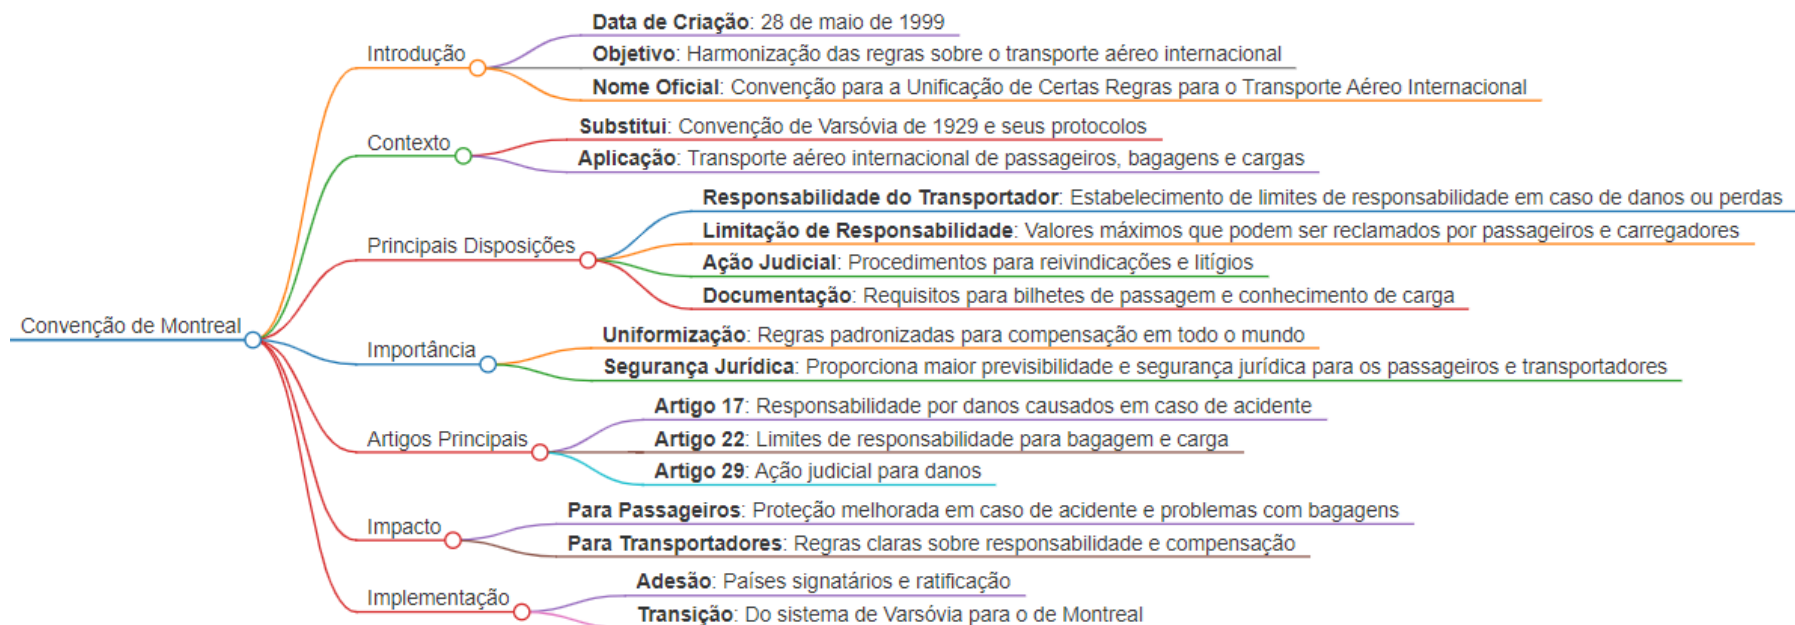 Convenção de Montreal
Introdução
Data de Criação: 28 de maio de 1999
Objetivo: Harmonização das regras sobre o transporte aéreo internacional
Nome Oficial: Convenção para a Unificação de Certas Regras para o Transporte Aéreo Internacional
Contexto
Substitui: Convenção de Varsóvia de 1929 e seus protocolos
Aplicação: Transporte aéreo internacional de passageiros, bagagens e cargas
Principais Disposições
Responsabilidade do Transportador: Estabelecimento de limites de responsabilidade em caso de danos ou perdas
Limitação de Responsabilidade: Valores máximos que podem ser reclamados por passageiros e carregadores
Ação Judicial: Procedimentos para reivindicações e litígios
Documentação: Requisitos para bilhetes de passagem e conhecimento de carga
Importância
Uniformização: Regras padronizadas para compensação em todo o mundo
Segurança Jurídica: Proporciona maior previsibilidade e segurança jurídica para os passageiros e transportadores
Artigos Principais
Artigo 17: Responsabilidade por danos causados em caso de acidente
Artigo 22: Limites de responsabilidade para bagagem e carga
Artigo 29: Ação judicial para danos
Impacto
Para Passageiros: Proteção melhorada em caso de acidente e problemas com bagagens
Para Transportadores: Regras claras sobre responsabilidade e compensação
Implementação
Adesão: Países signatários e ratificação
Transição: Do sistema de Varsóvia para o de Montreal